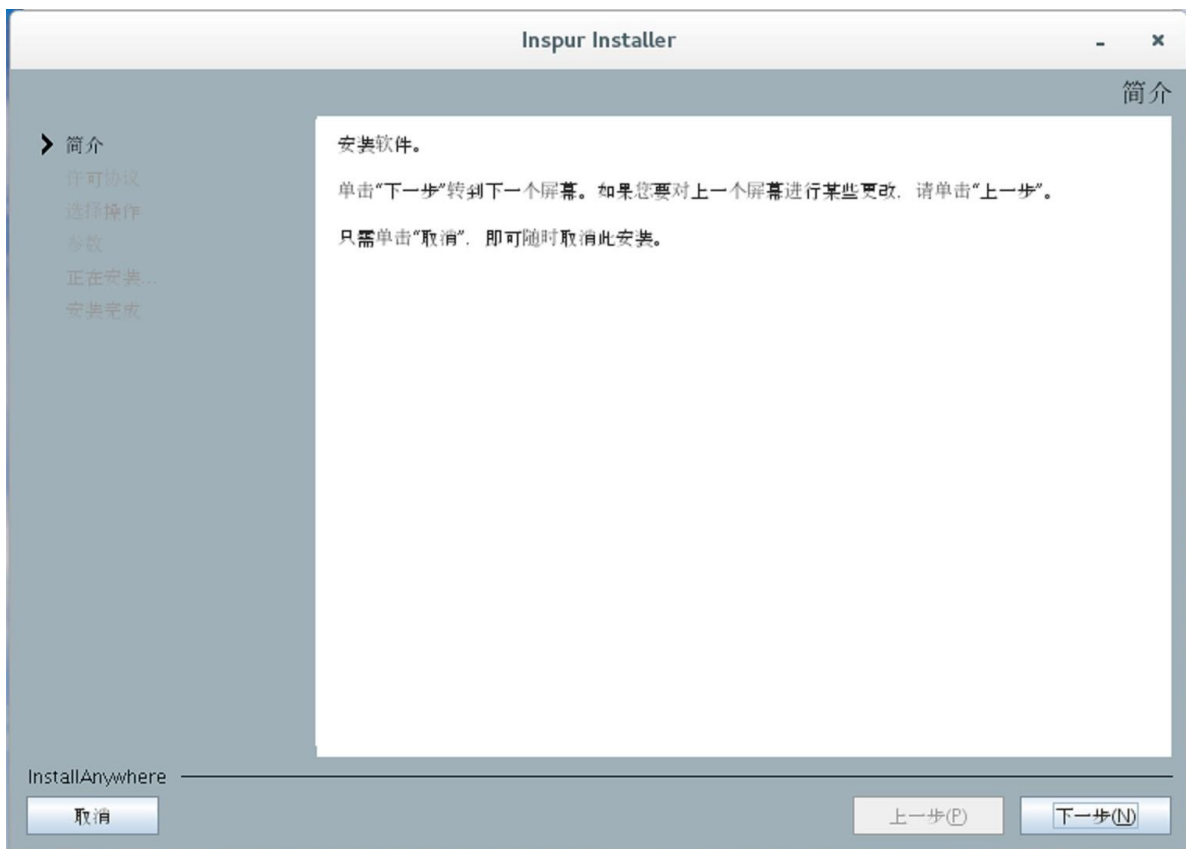 Inspur Installer
简介
简介
许可协议
选择操作
参数
正在安装...
安装完成
安装软件。
单击“下一步”转到下一个屏幕。如果您要对上一个屏幕进行某些更改，请单击“上一步”。
只需单击“取消”，即可随时取消此安装。
InstallAnywhere
取消
上一步(P)
下一步(N)